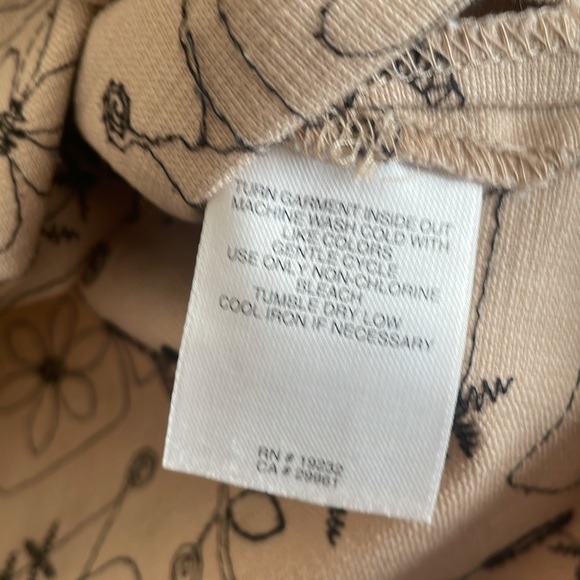 TURN GARMENT INSIDE OUT
MACHINE WASH COLD WITH
LIKE COLORS
GENTLE CYCLE
USE ONLY NON-CHLORINE
BLEACH
TUMBLE DRY LOW
COOL IRON IF NECESSARY
RN # 19232
CA # 29961